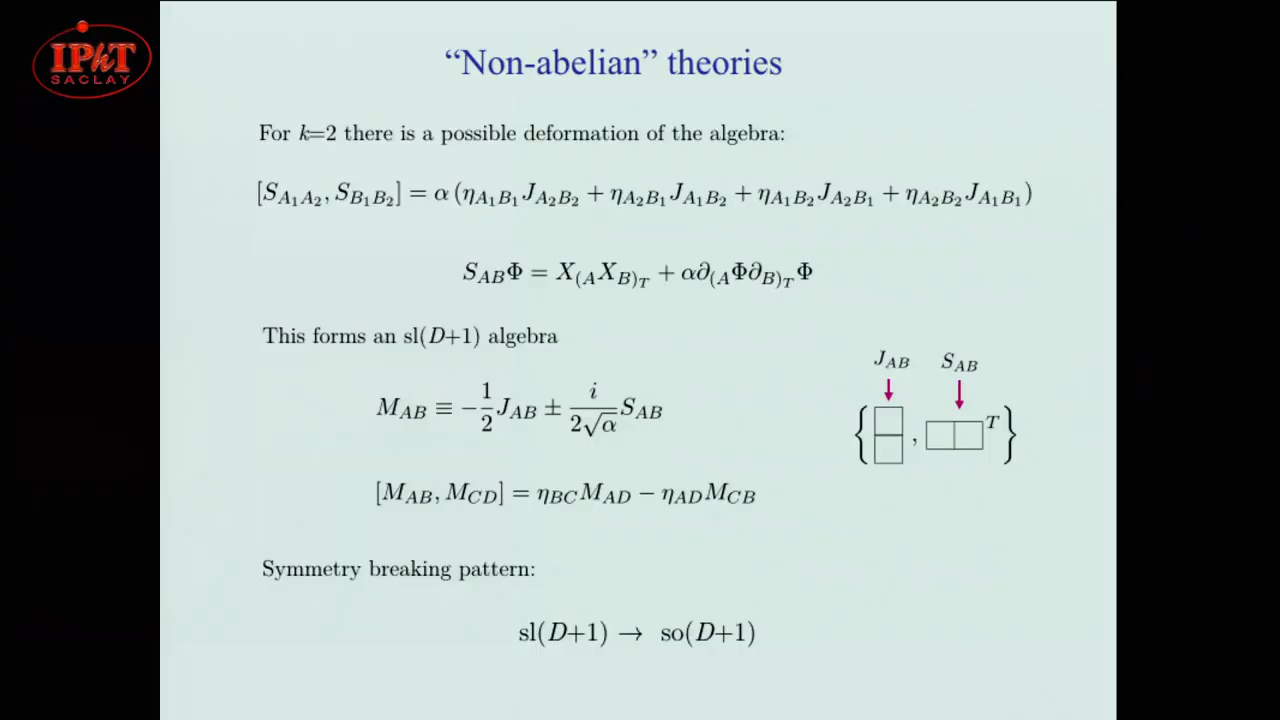 IPhT
SACLAY
“Non-abelian” theories
For k=2 there is a possible deformation of the algebra:
[S_{A_1A_2}, S_{B_1B_2}] = α (η_{A_1B_1} J_{A_2B_2} + η_{A_2B_1} J_{A_1B_2} + η_{A_1B_2} J_{A_2B_1} + η_{A_2B_2} J_{A_1B_1})
S_{AB}Φ = X_{(A}X_{B)_T} + α∂_{(A}Φ∂_{B)_T}Φ
This forms an sl(D+1) algebra
J_{AB} S_{AB}
M_{AB} ≡ −\frac{1}{2} J_{AB} ± \frac{i}{2√α} S_{AB}
{ , T }
[M_{AB}, M_{CD}] = η_{BC}M_{AD} − η_{AD}M_{CB}
Symmetry breaking pattern:
sl(D+1) → so(D+1)